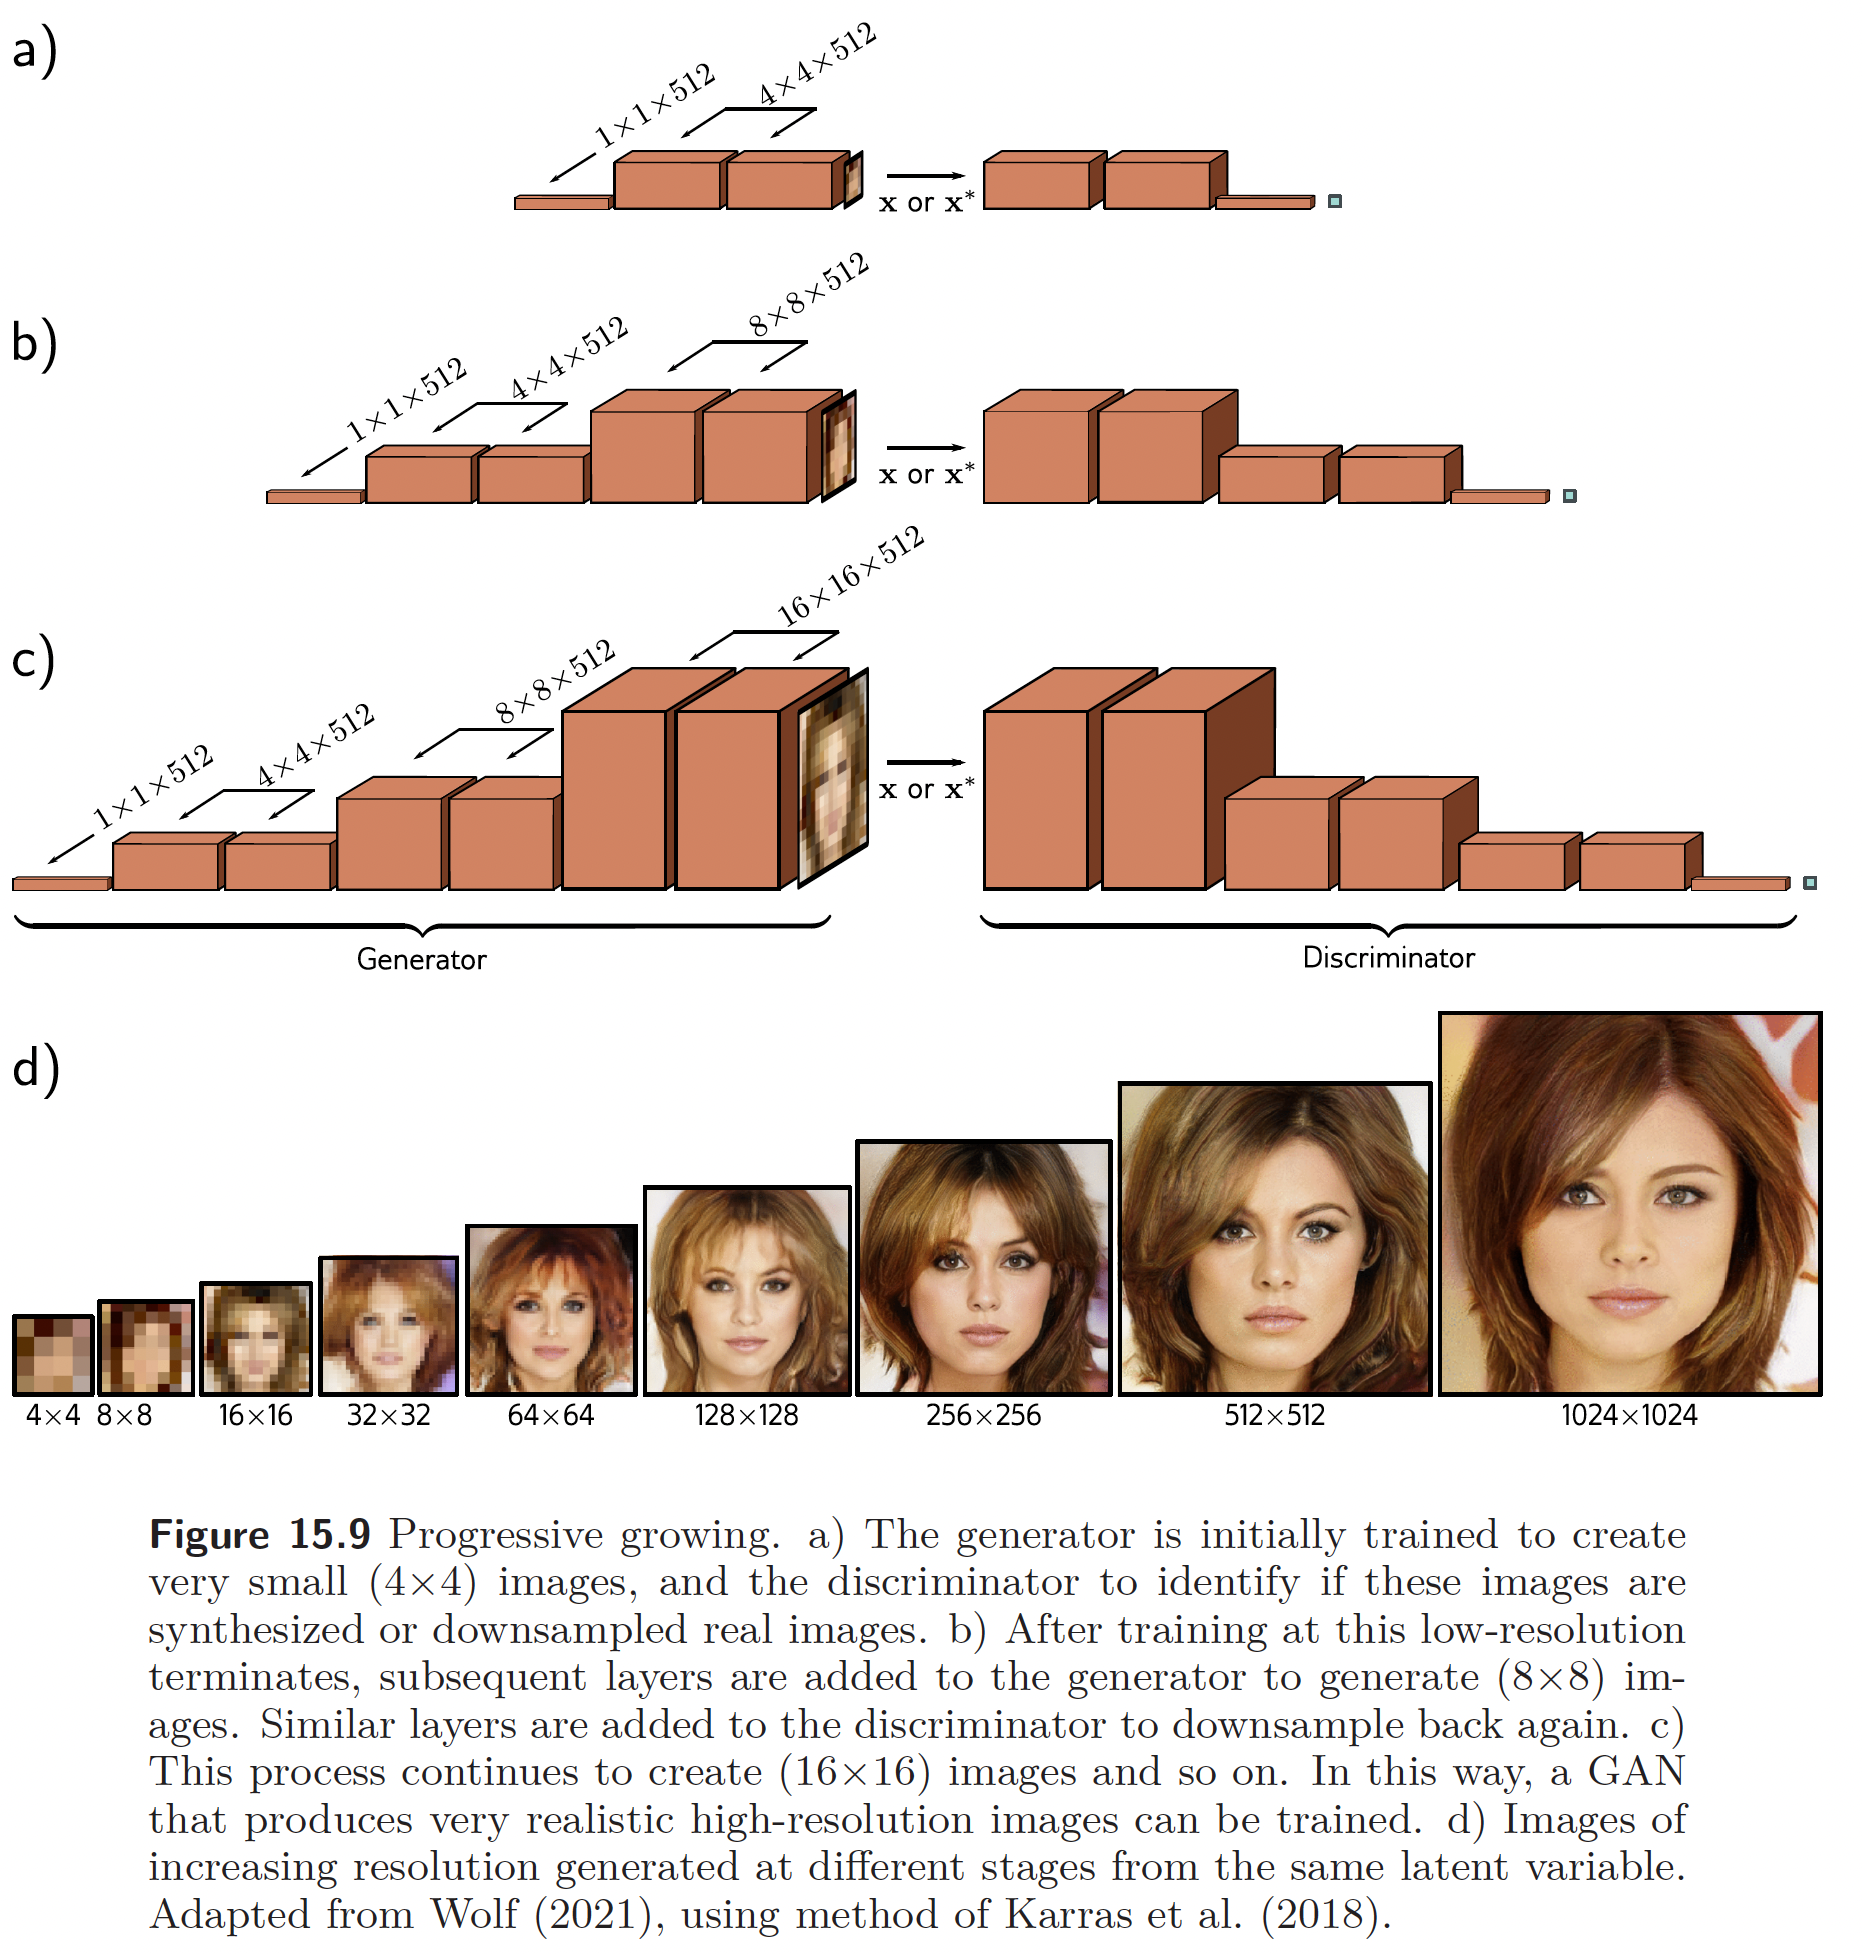 a)
1×1×512
4×4×512
x or x*
b)
1×1×512
4×4×512
8×8×512
x or x*
c)
1×1×512
4×4×512
8×8×512
16×16×512
x or x*
Generator
Discriminator
d)
4×4 8×8 16×16 32×32 64×64 128×128 256×256 512×512 1024×1024
Figure 15.9 Progressive growing. a) The generator is initially trained to create
very small (4×4) images, and the discriminator to identify if these images are
synthesized or downsampled real images. b) After training at this low-resolution
terminates, subsequent layers are added to the generator to generate (8×8) im-
ages. Similar layers are added to the discriminator to downsample back again. c)
This process continues to create (16×16) images and so on. In this way, a GAN
that produces very realistic high-resolution images can be trained. d) Images of
increasing resolution generated at different stages from the same latent variable.
Adapted from Wolf (2021), using method of Karras et al. (2018).